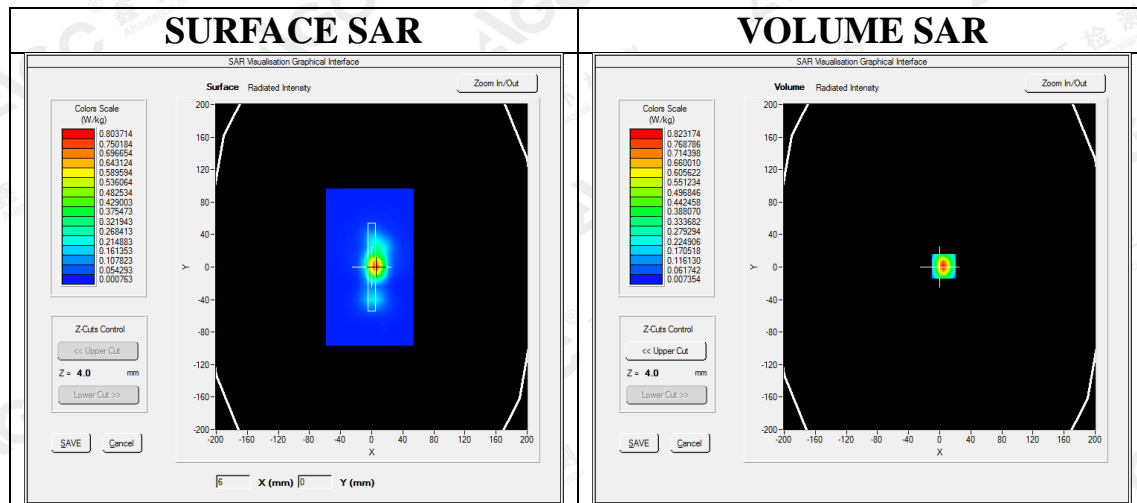 SURFACE SAR
SAR Visualisation Graphical Interface
Surface Radiated Intensity
Zoom In/Out
Colors Scale
(W/kg)
0.803714
0.750184
0.696654
0.643124
0.589594
0.536064
0.482534
0.429003
0.375473
0.321943
0.268413
0.214883
0.161353
0.107823
0.054293
0.000763
200
160
120
80
40
0
-40
-80
-120
-160
-200
Y
-200 -160 -120 -80 -40 0 40 80 120 160 200
X
Z-Cuts Control
<< Upper Cut
Z = 4.0 mm
Lower Cut >>
SAVE Cancel
6 X (mm) 0 Y (mm)
VOLUME SAR
SAR Visualisation Graphical Interface
Volume Radiated Intensity
Zoom In/Out
Colors Scale
(W/kg)
0.823174
0.768786
0.714398
0.660010
0.605622
0.551234
0.496846
0.442458
0.388070
0.333682
0.279294
0.224906
0.170518
0.116130
0.061742
0.007354
200
160
120
80
40
0
-40
-80
-120
-160
-200
Y
-200 -160 -120 -80 -40 0 40 80 120 160 200
X
Z-Cuts Control
<< Upper Cut
Z = 4.0 mm
Lower Cut >>
SAVE Cancel